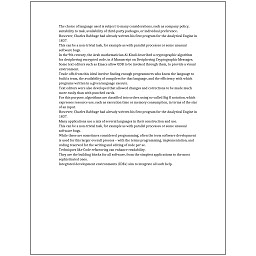 The choice of language used is subject to many considerations, such as company policy,
suitability to task, availability of third-party packages, or individual preference.
However, Charles Babbage had already written his first program for the Analytical Engine in
1837.
This can be a non-trivial task, for example as with parallel processes or some unusual
software bugs.
In the 9th century, the Arab mathematician Al-Kindi described a cryptographic algorithm
for deciphering encrypted code, in A Manuscript on Deciphering Cryptographic Messages.
Some text editors such as Emacs allow GDB to be invoked through them, to provide a visual
environment.
Trade-offs from this ideal involve finding enough programmers who know the language to
build a team, the availability of compilers for that language, and the efficiency with which
programs written in a given language execute.
Text editors were also developed that allowed changes and corrections to be made much
more easily than with punched cards.
For this purpose, algorithms are classified into orders using so-called Big O notation, which
expresses resource use, such as execution time or memory consumption, in terms of the size
of an input.
However, Charles Babbage had already written his first program for the Analytical Engine in
1837.
Many applications use a mix of several languages in their construction and use.
This can be a non-trivial task, for example as with parallel processes or some unusual
software bugs.
While these are sometimes considered programming, often the term software development
is used for this larger overall process – with the terms programming, implementation, and
coding reserved for the writing and editing of code per se.
Techniques like Code refactoring can enhance readability.
They are the building blocks for all software, from the simplest applications to the most
sophisticated ones.
Integrated development environments (IDEs) aim to integrate all such help.